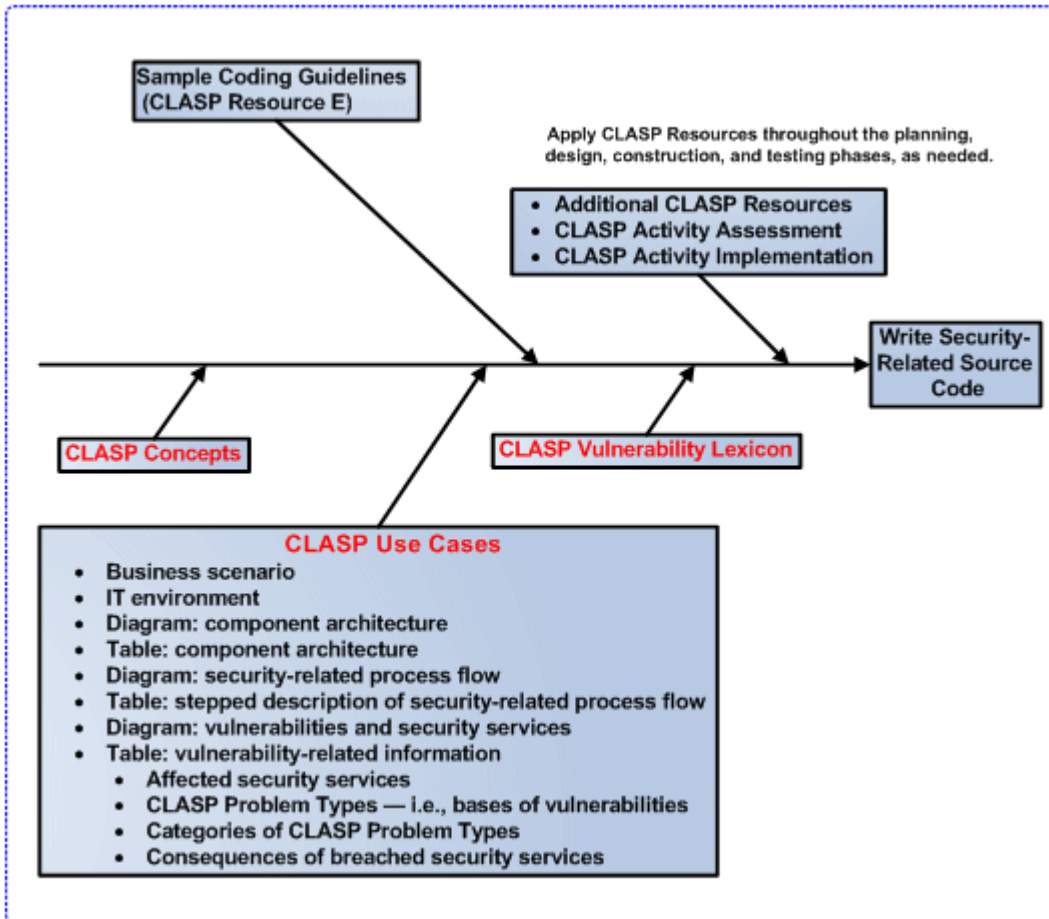 Sample Coding Guidelines
(CLASP Resource E)
Apply CLASP Resources throughout the planning,
design, construction, and testing phases, as needed.
• Additional CLASP Resources
• CLASP Activity Assessment
• CLASP Activity Implementation
Write Security-
Related Source
Code
CLASP Concepts
CLASP Vulnerability Lexicon
CLASP Use Cases
• Business scenario
• IT environment
• Diagram: component architecture
• Table: component architecture
• Diagram: security-related process flow
• Table: stepped description of security-related process flow
• Diagram: vulnerabilities and security services
• Table: vulnerability-related information
• Affected security services
• CLASP Problem Types — i.e., bases of vulnerabilities
• Categories of CLASP Problem Types
• Consequences of breached security services